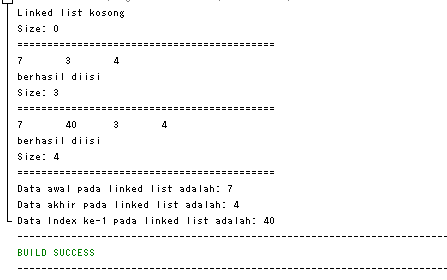 Linked list kosong
Size: 0
===========================================
7 3 4
berhasil diisi
Size: 3
===========================================
7 40 3 4
berhasil diisi
Size: 4
===========================================
Data awal pada linked list adalah: 7
Data akhir pada linked list adalah: 4
Data Index ke-1 pada linked list adalah: 40
------------------------------------------------------------------------
BUILD SUCCESS
------------------------------------------------------------------------